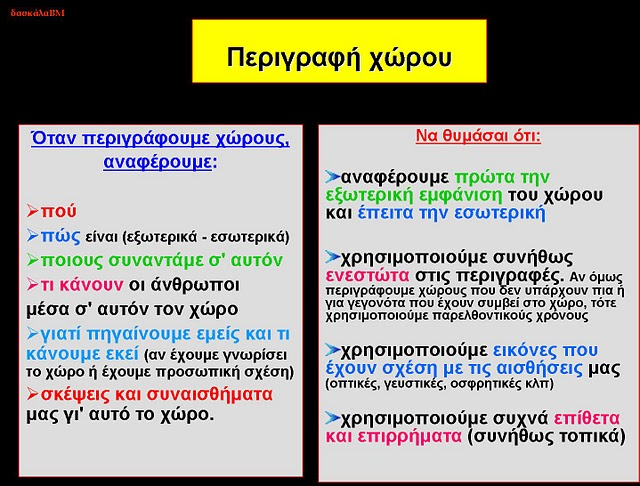 δασκάλαΒΜ
Περιγραφή χώρου
Όταν περιγράφουμε χώρους,
αναφέρουμε:
πού
πώς είναι (εξωτερικά - εσωτερικά)
ποιους συναντάμε σ' αυτόν
τι κάνουν οι άνθρωποι
μέσα σ' αυτόν τον χώρο
γιατί πηγαίνουμε εμείς και τι
κάνουμε εκεί (αν έχουμε γνωρίσει
το χώρο ή έχουμε προσωπική σχέση)
σκέψεις και συναισθήματα
μας γι' αυτό το χώρο.
Να θυμάσαι ότι:
αναφέρουμε πρώτα την
εξωτερική εμφάνιση του χώρου
και έπειτα την εσωτερική
χρησιμοποιούμε συνήθως
ενεστώτα στις περιγραφές. Αν όμως
περιγράφουμε χώρους που δεν υπάρχουν πια ή
για γεγονότα που έχουν συμβεί στο χώρο, τότε
χρησιμοποιούμε παρελθοντικούς χρόνους
χρησιμοποιούμε εικόνες που
έχουν σχέση με τις αισθήσεις μας
(οπτικές, γευστικές, οσφρητικές κλπ)
χρησιμοποιούμε συχνά επίθετα
και επιρρήματα (συνήθως τοπικά)